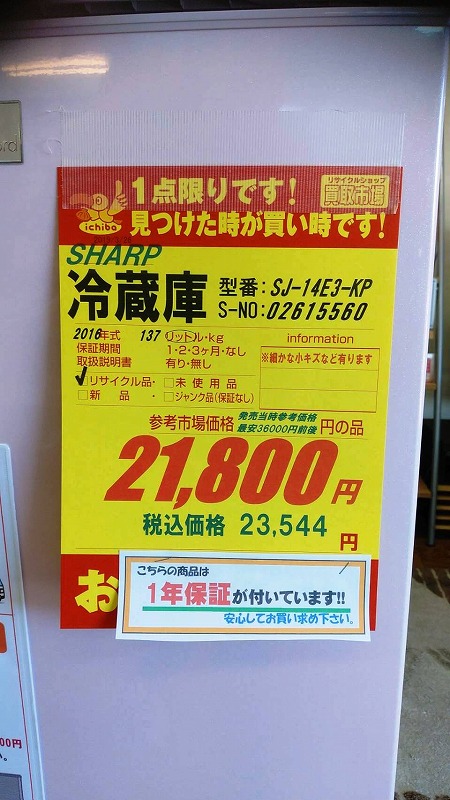 ord
1点限りです!
リサイクルショップ
買取市場
ichiba
見つけた時が買い時です!
SHARP
冷蔵庫
型番:SJ-14E3-KP
S-NO:02615560
2016年式 137 リットル・kg
保証期間 1・2・3ヶ月・なし
取扱説明書 有り・無し
information
※細かな小キズなど有ります
✓□リサイクル品・ □未使用品
□新品・ □ジャンク品(保証なし)
参考市場価格 発売当時参考価格 最安36000円前後 円の品
21,800円
税込価格 23,544 円
お
こちらの商品は
1年保証が付いています!!
安心してお買い求め下さい。
00円